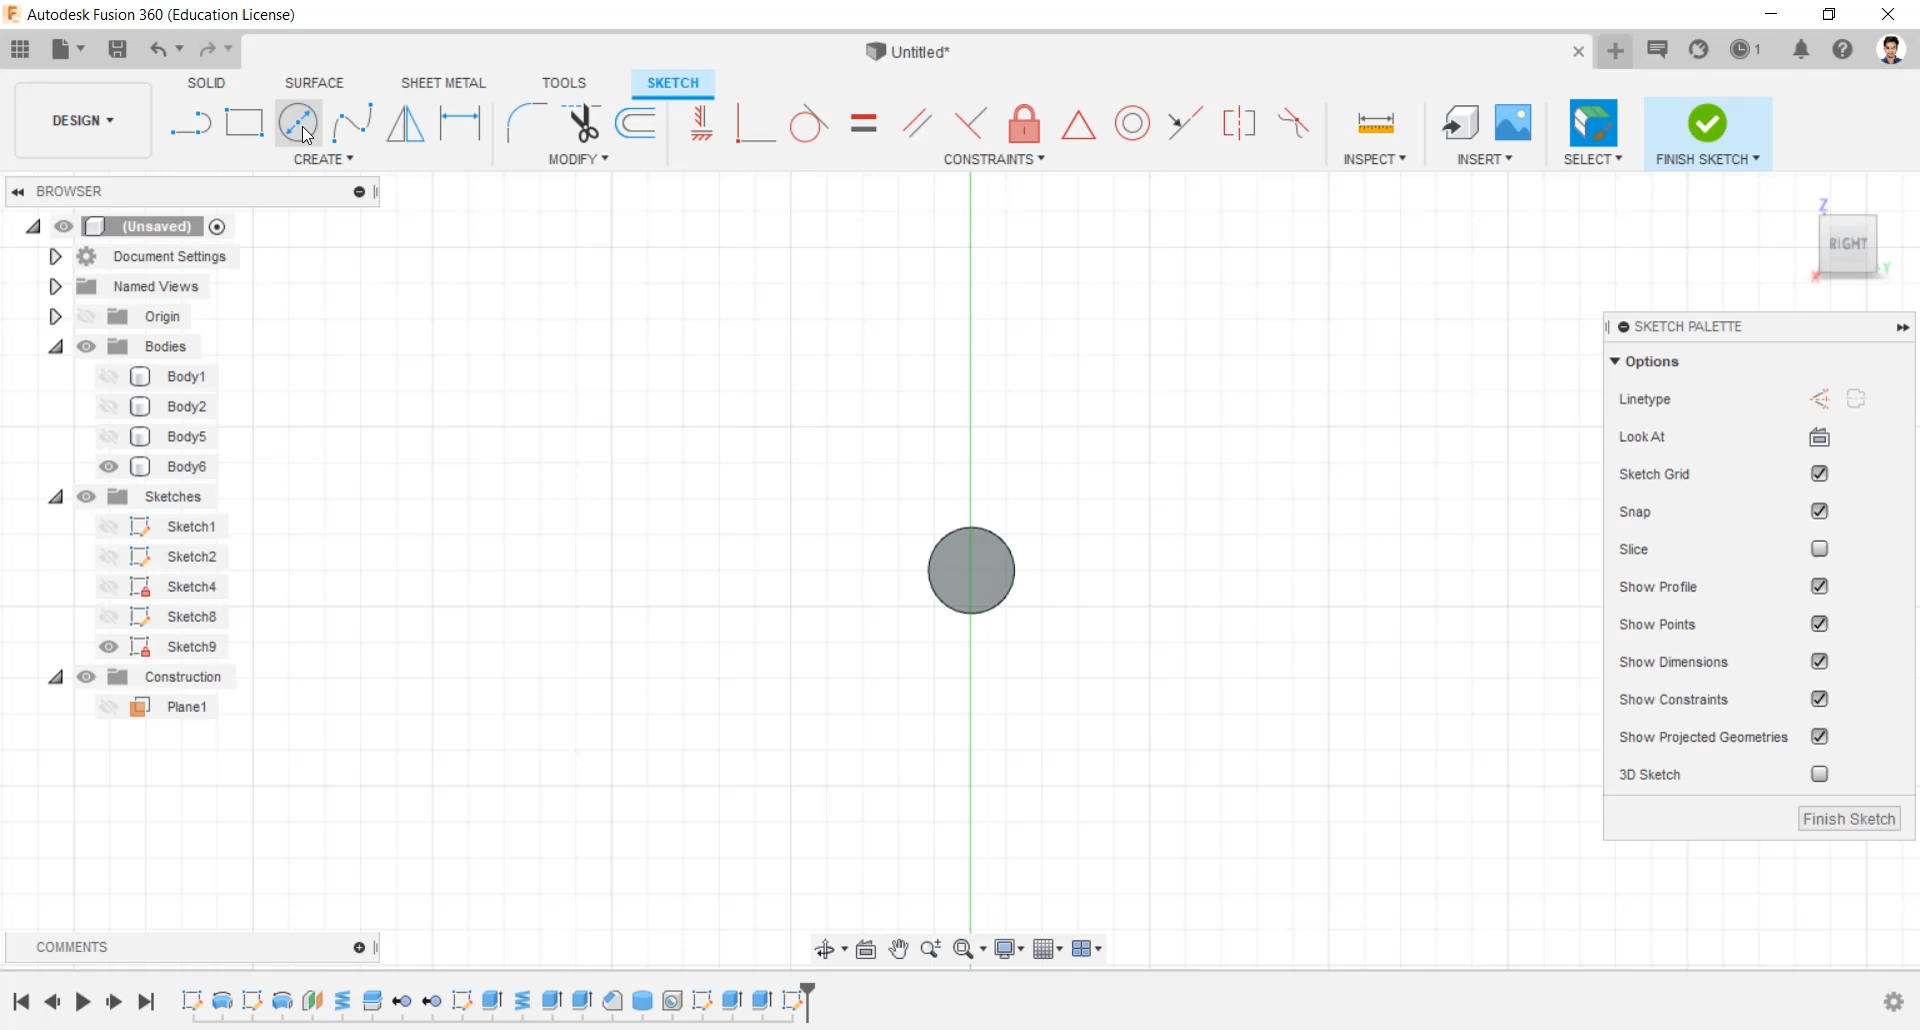 Autodesk Fusion 360 (Education License)
Untitled*
1
SOLID
SURFACE
SHEET METAL
TOOLS
SKETCH
DESIGN
CREATE
MODIFY
CONSTRAINTS
INSPECT
INSERT
SELECT
FINISH SKETCH
BROWSER
(Unsaved)
Document Settings
Named Views
Origin
Bodies
Body1
Body2
Body5
Body6
Sketches
Sketch1
Sketch2
Sketch4
Sketch8
Sketch9
Construction
Plane1
Z
RIGHT
X
Y
SKETCH PALETTE
Options
Linetype
Look At
Sketch Grid
Snap
Slice
Show Profile
Show Points
Show Dimensions
Show Constraints
Show Projected Geometries
3D Sketch
Finish Sketch
COMMENTS